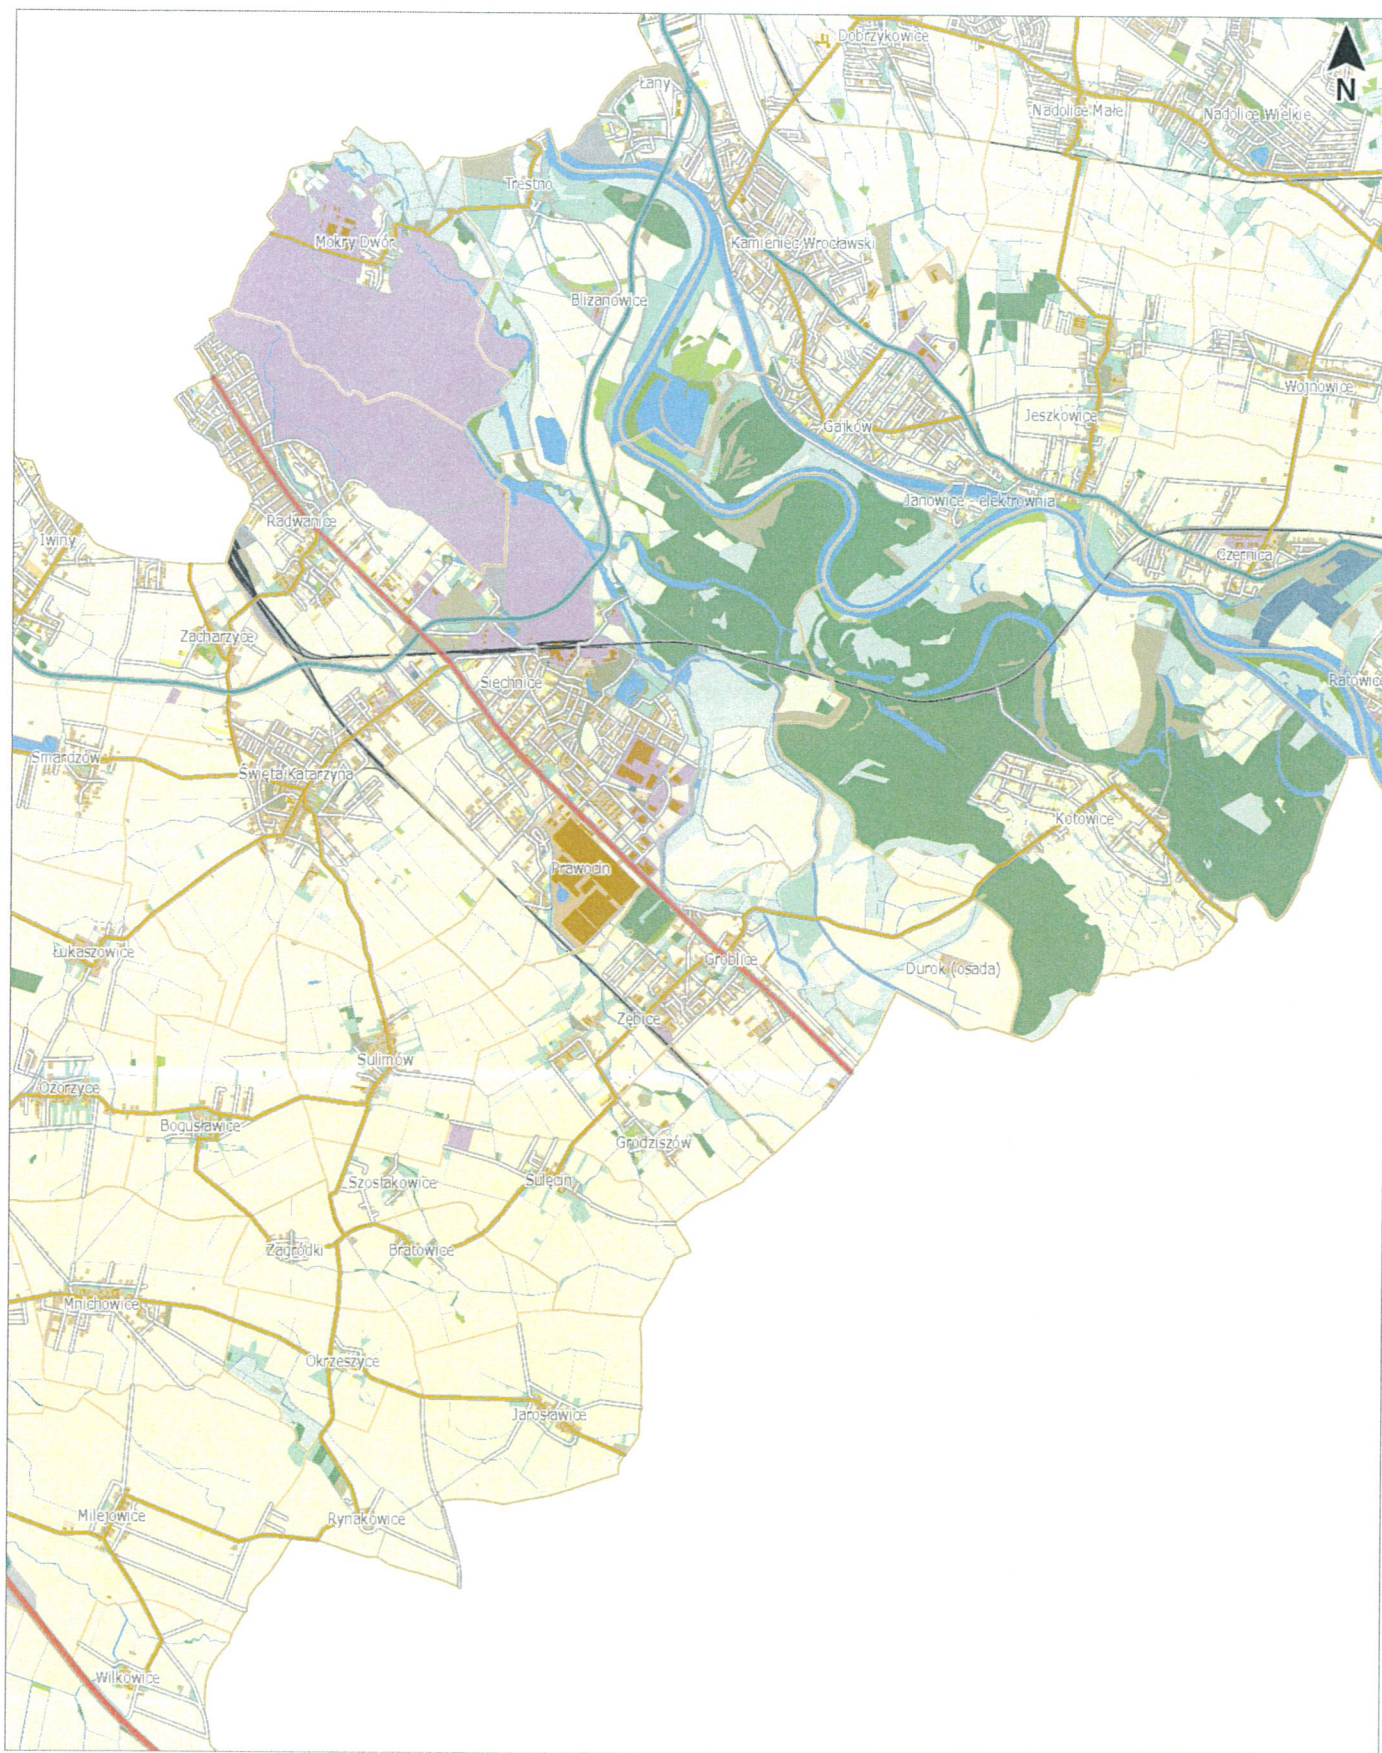 Dobrzykowice
Łany
N
Nadolice Małe
Nadolice Wielkie
Trestno
Mokry Dwór
Kamieniec Wrocławski
Blizanowice
Wojnowice
Jeszkowice
Gajków
Janowice - elektrownia
Radwanice
Iwiny
Czernica
Zacharzyce
Siechnice
Ratowice
Smardzów
Święta Katarzyna
Kotowice
Prawocin
Łukaszowice
Groblice
Durok (osada)
Zębice
Sulimów
Ozorzyce
Bogusławice
Grodziszów
Szostakowice
Sulęcin
Zagródki
Bratowice
Mnichowice
Okrzeszyce
Jarosławice
Milejowice
Rynakowice
Wilkowice